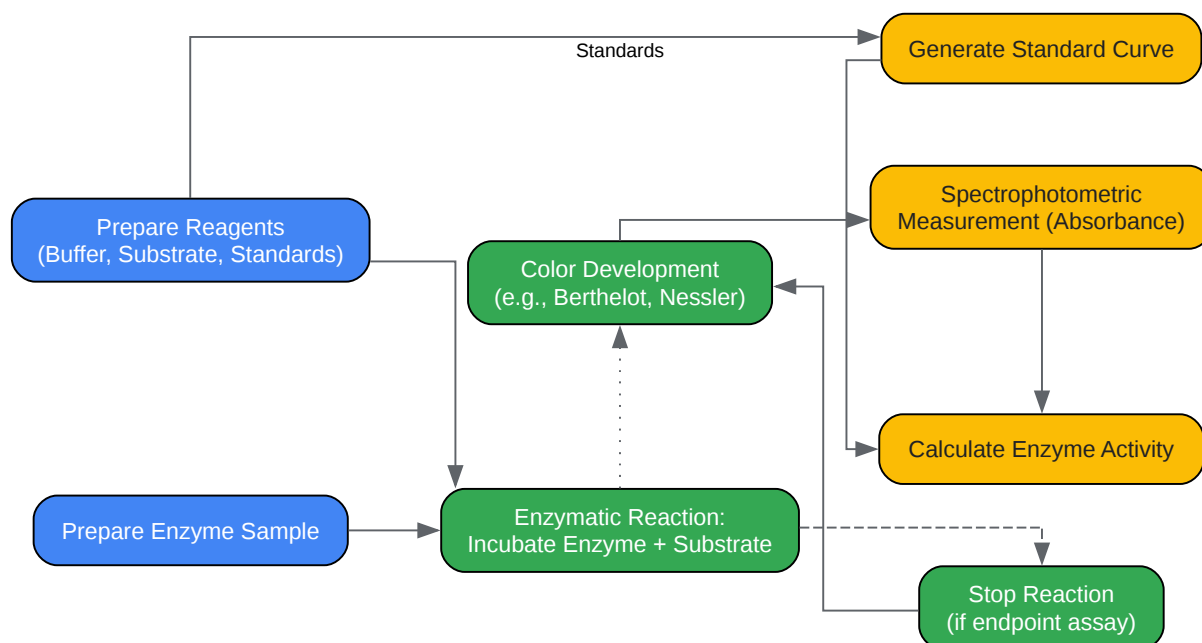 Standards
Generate Standard Curve
Prepare Reagents
(Buffer, Substrate, Standards)
Spectrophotometric
Measurement (Absorbance)
Color Development
(e.g., Berthelot, Nessler)
Calculate Enzyme Activity
Prepare Enzyme Sample
Enzymatic Reaction:
Incubate Enzyme + Substrate
Stop Reaction
(if endpoint assay)